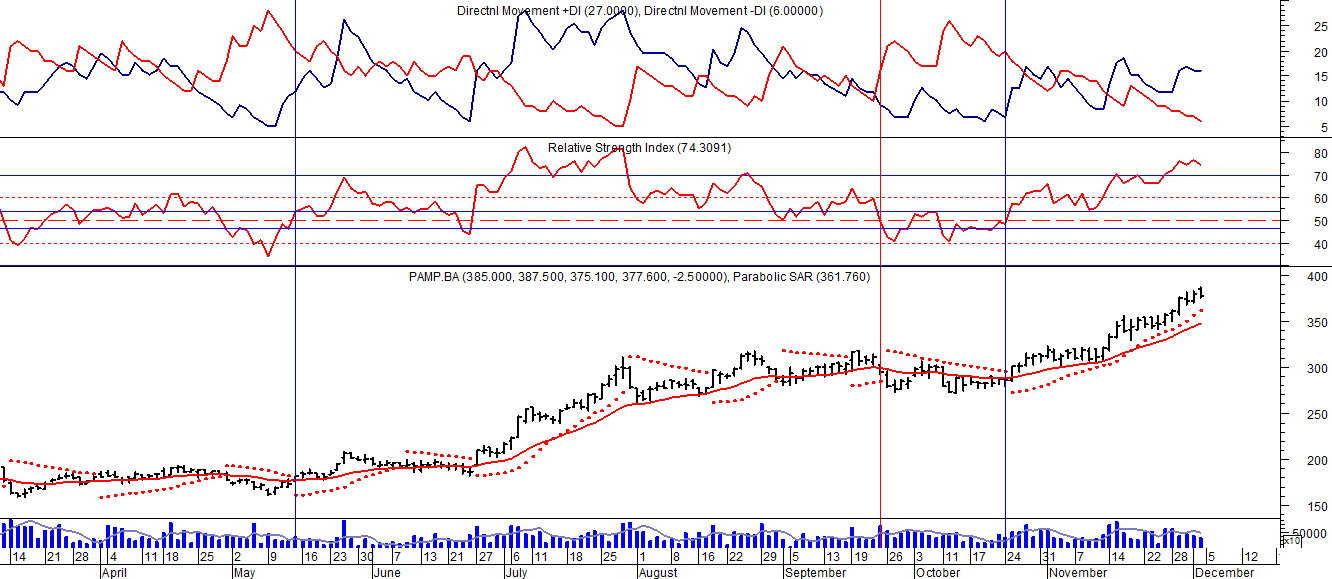 Directnl Movement +DI (27.0000), Directnl Movement -DI (6.00000)
25
20
15
10
5
Relative Strength Index (74.3091)
80
70
60
50
40
PAMP.BA (385.000, 387.500, 375.100, 377.600, -2.50000), Parabolic SAR (361.760)
400
350
300
250
200
150
50000
x10
14 21 28 4 11 18 25 2 9 16 23 30 7 13 21 27 6 11 18 25 1 8 16 22 29 5 13 19 26 3 11 17 24 31 7 14 22 28 5 12
April May June July August September October November December